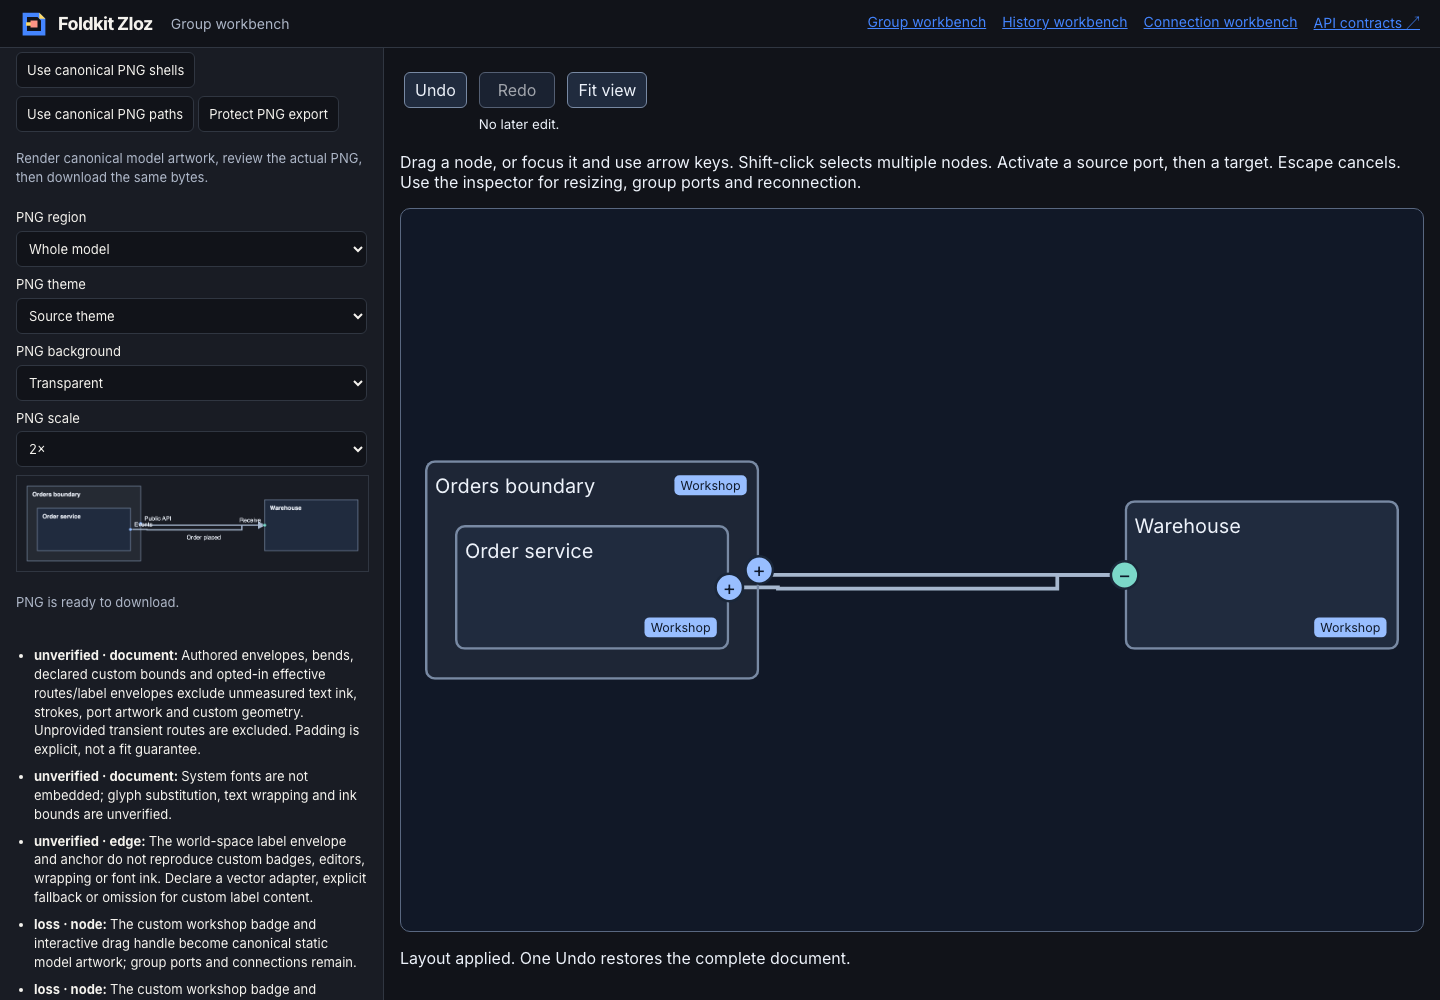 Foldkit Zloz
Group workbench
Group workbench
History workbench
Connection workbench
API contracts ↗
Use canonical PNG shells
Use canonical PNG paths
Protect PNG export
Render canonical model artwork, review the actual PNG,
then download the same bytes.
PNG region
Whole model
PNG theme
Source theme
PNG background
Transparent
PNG scale
2×
Orders boundary
Order service
Public API
Receive
Order placed
Warehouse
PNG is ready to download.
• unverified · document: Authored envelopes, bends,
declared custom bounds and opted-in effective
routes/label envelopes exclude unmeasured text ink,
strokes, port artwork and custom geometry.
Unprovided transient routes are excluded. Padding is
explicit, not a fit guarantee.
• unverified · document: System fonts are not
embedded; glyph substitution, text wrapping and ink
bounds are unverified.
• unverified · edge: The world-space label envelope
and anchor do not reproduce custom badges, editors,
wrapping or font ink. Declare a vector adapter, explicit
fallback or omission for custom label content.
• loss · node: The custom workshop badge and
interactive drag handle become canonical static
model artwork; group ports and connections remain.
• loss · node: The custom workshop badge and
Undo
Redo
Fit view
No later edit.
Drag a node, or focus it and use arrow keys. Shift-click selects multiple nodes. Activate a source port, then a target. Escape cancels.
Use the inspector for resizing, group ports and reconnection.
Orders boundary
Workshop
Order service
Workshop
+
+
−
Warehouse
Workshop
Layout applied. One Undo restores the complete document.